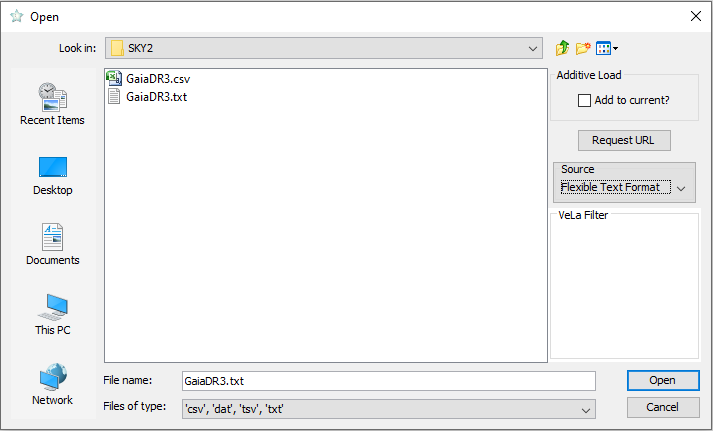 Open
Look in:
SKY2
Recent Items
Desktop
Documents
This PC
Network
GaiaDR3.csv
GaiaDR3.txt
Additive Load
Add to current?
Request URL
Source
Flexible Text Format
VeLa Filter
File name:
GaiaDR3.txt
Open
Files of type:
'csv', 'dat', 'tsv', 'txt'
Cancel